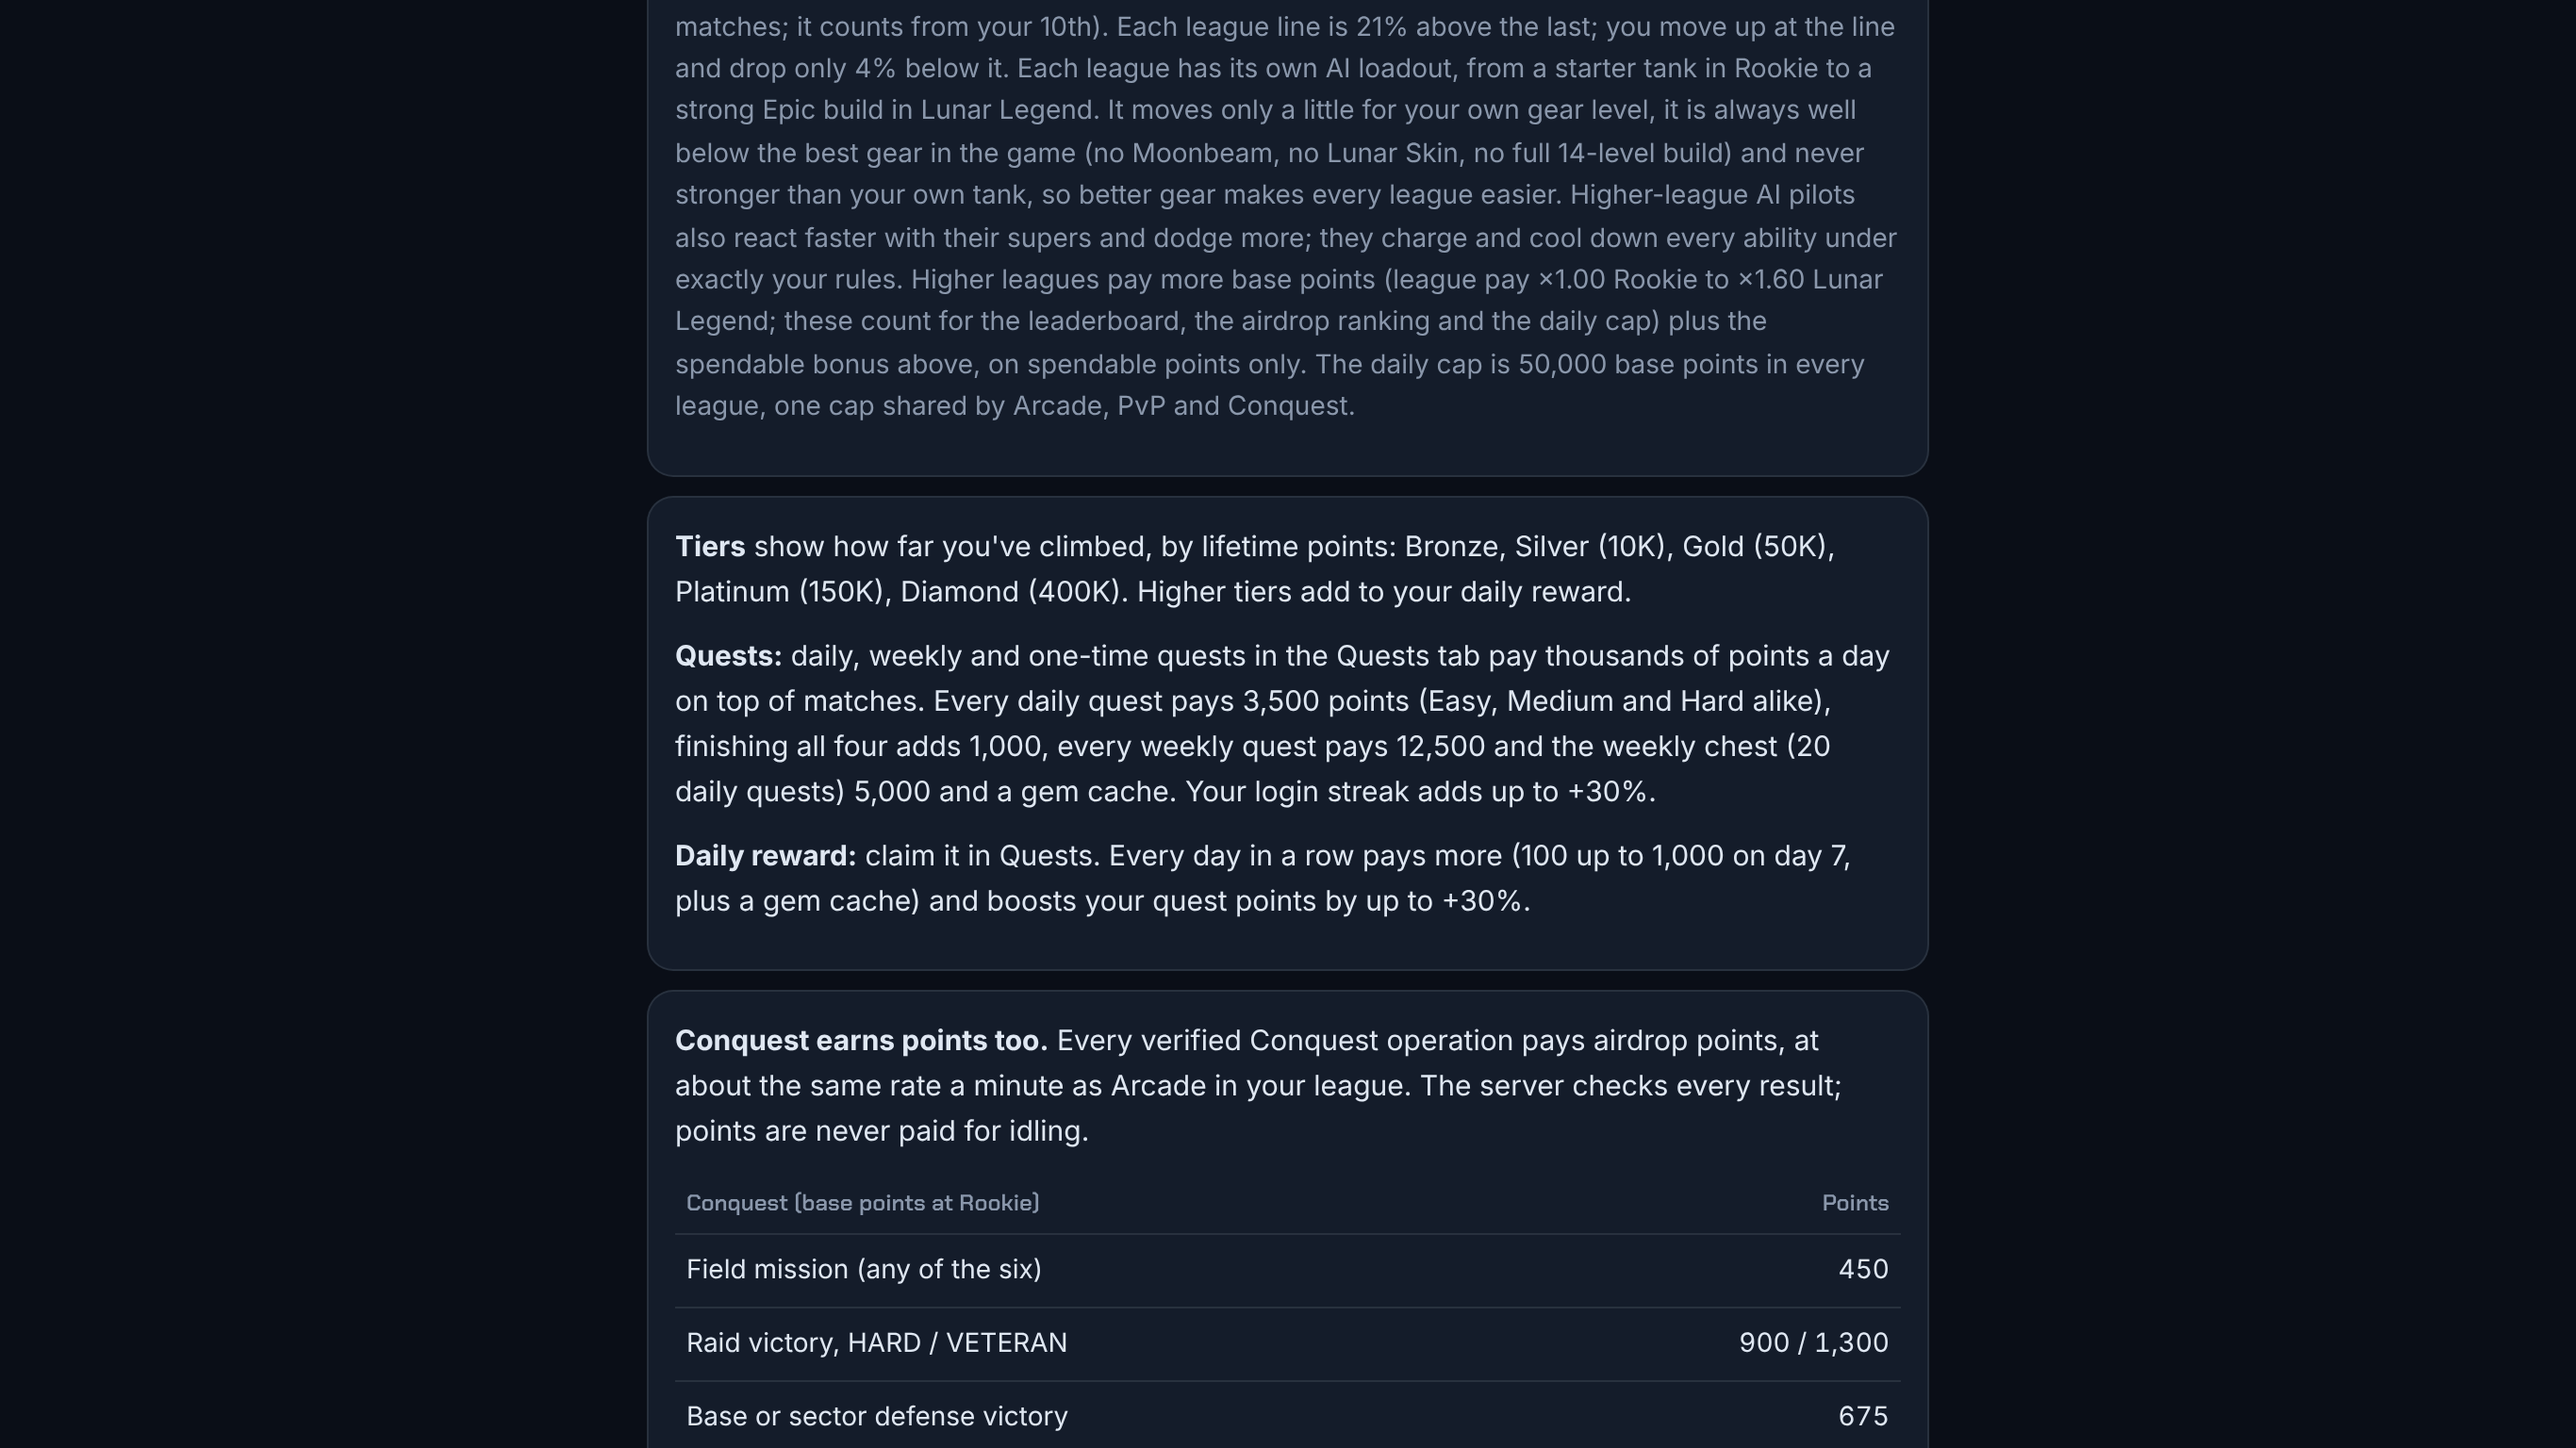 matches; it counts from your 10th). Each league line is 21% above the last; you move up at the line
and drop only 4% below it. Each league has its own AI loadout, from a starter tank in Rookie to a
strong Epic build in Lunar Legend. It moves only a little for your own gear level, it is always well
below the best gear in the game (no Moonbeam, no Lunar Skin, no full 14-level build) and never
stronger than your own tank, so better gear makes every league easier. Higher-league AI pilots
also react faster with their supers and dodge more; they charge and cool down every ability under
exactly your rules. Higher leagues pay more base points (league pay ×1.00 Rookie to ×1.60 Lunar
Legend; these count for the leaderboard, the airdrop ranking and the daily cap) plus the
spendable bonus above, on spendable points only. The daily cap is 50,000 base points in every
league, one cap shared by Arcade, PvP and Conquest.
Tiers show how far you've climbed, by lifetime points: Bronze, Silver (10K), Gold (50K),
Platinum (150K), Diamond (400K). Higher tiers add to your daily reward.
Quests: daily, weekly and one-time quests in the Quests tab pay thousands of points a day
on top of matches. Every daily quest pays 3,500 points (Easy, Medium and Hard alike),
finishing all four adds 1,000, every weekly quest pays 12,500 and the weekly chest (20
daily quests) 5,000 and a gem cache. Your login streak adds up to +30%.
Daily reward: claim it in Quests. Every day in a row pays more (100 up to 1,000 on day 7,
plus a gem cache) and boosts your quest points by up to +30%.
Conquest earns points too. Every verified Conquest operation pays airdrop points, at
about the same rate a minute as Arcade in your league. The server checks every result;
points are never paid for idling.
Conquest (base points at Rookie) Points
Field mission (any of the six) 450
Raid victory, HARD / VETERAN 900 / 1,300
Base or sector defense victory 675